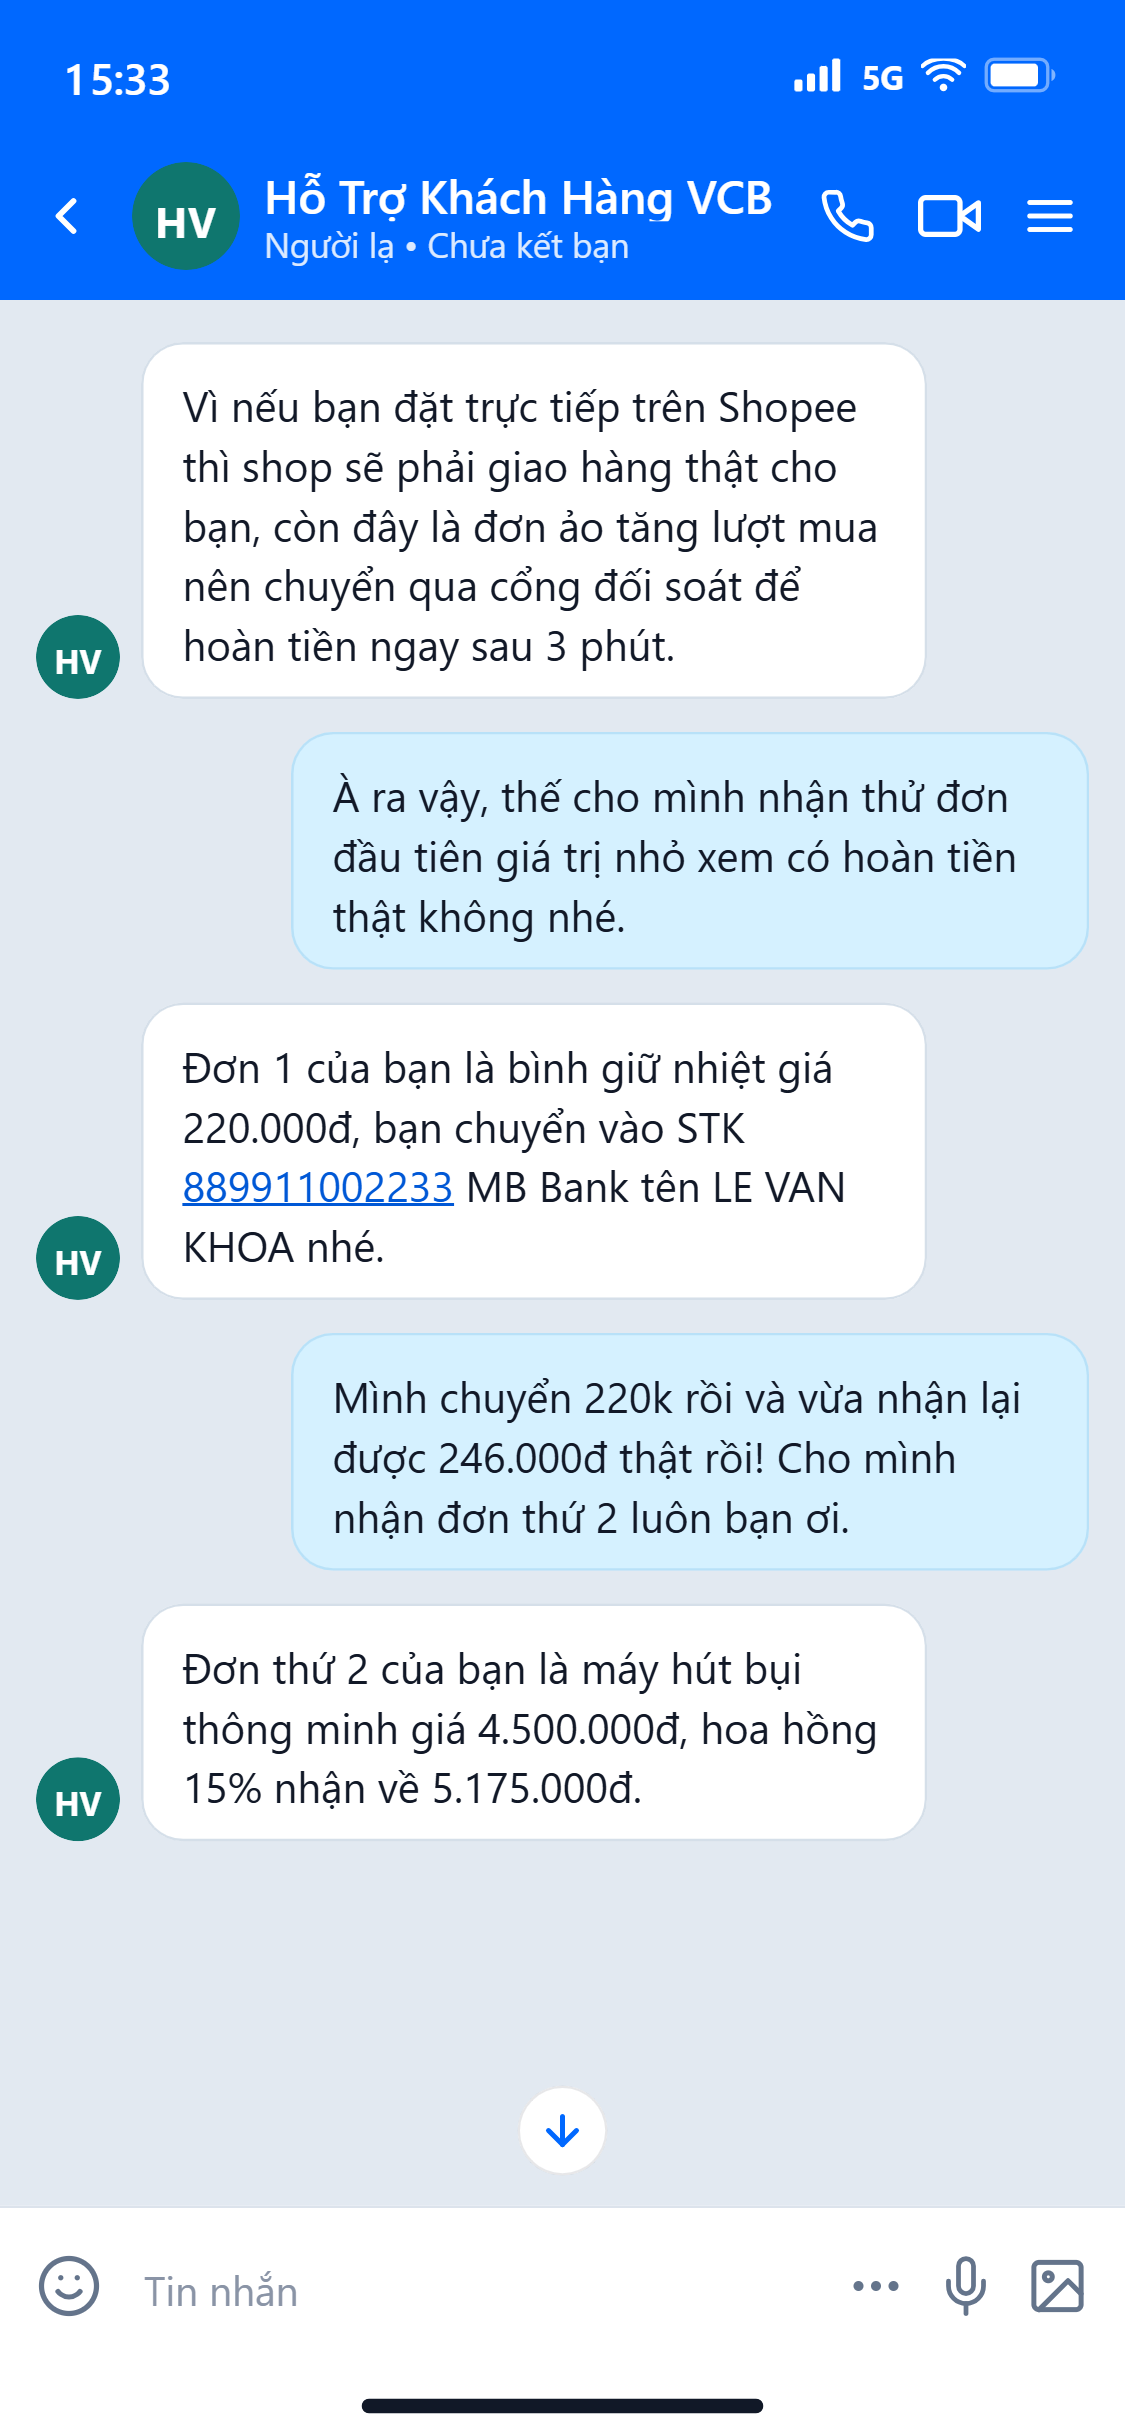 15:33
5G
HV
Hỗ Trợ Khách Hàng VCB
Người lạ • Chưa kết bạn
Vì nếu bạn đặt trực tiếp trên Shopee
thì shop sẽ phải giao hàng thật cho
bạn, còn đây là đơn ảo tăng lượt mua
nên chuyển qua cổng đối soát để
hoàn tiền ngay sau 3 phút.
HV
À ra vậy, thế cho mình nhận thử đơn
đầu tiên giá trị nhỏ xem có hoàn tiền
thật không nhé.
Đơn 1 của bạn là bình giữ nhiệt giá
220.000đ, bạn chuyển vào STK
889911002233 MB Bank tên LE VAN
KHOA nhé.
HV
Mình chuyển 220k rồi và vừa nhận lại
được 246.000đ thật rồi! Cho mình
nhận đơn thứ 2 luôn bạn ơi.
Đơn thứ 2 của bạn là máy hút bụi
thông minh giá 4.500.000đ, hoa hồng
15% nhận về 5.175.000đ.
HV
Tin nhắn